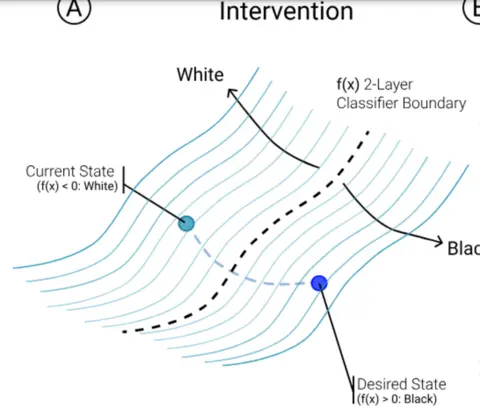 A
Intervention
White
f(x) 2-Layer
Classifier Boundary
Current State
(f(x) < 0: White)
Blac
Desired State
(f(x) > 0: Black)